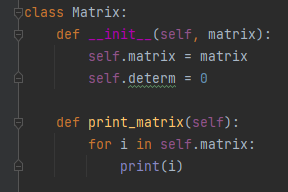 class Matrix:
    def __init__(self, matrix):
        self.matrix = matrix
        self.determ = 0

    def print_matrix(self):
        for i in self.matrix:
            print(i)